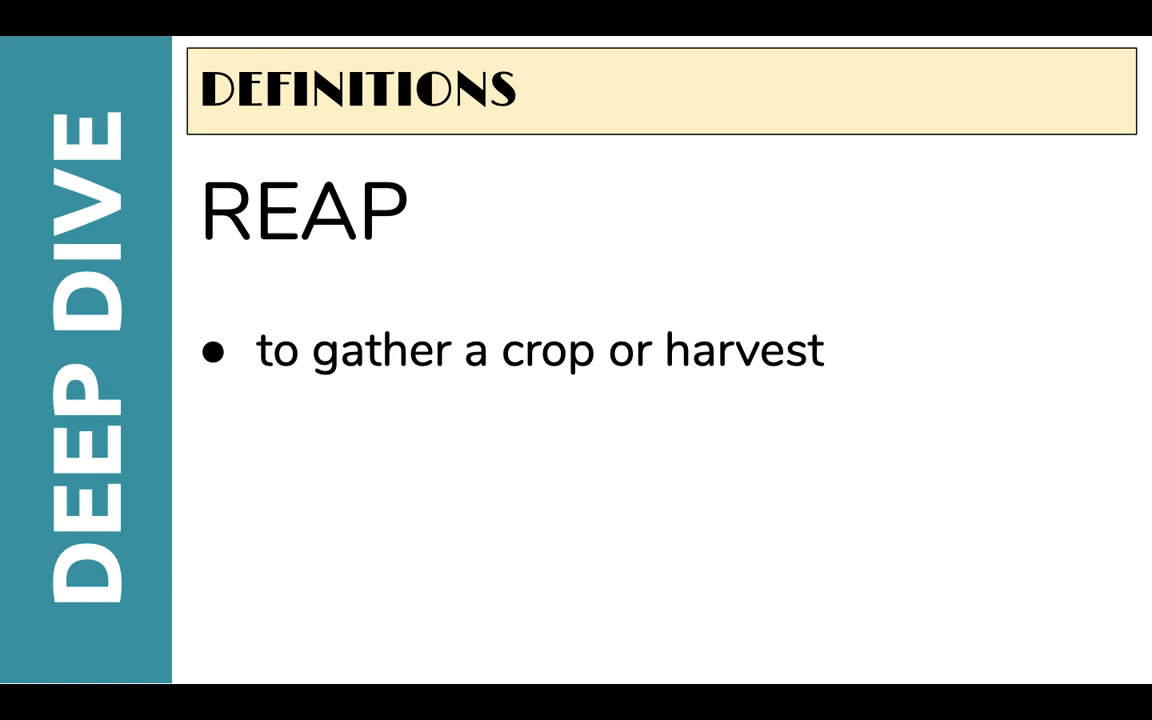 DEEP DIVE
DEFINITIONS
REAP
● to gather a crop or harvest